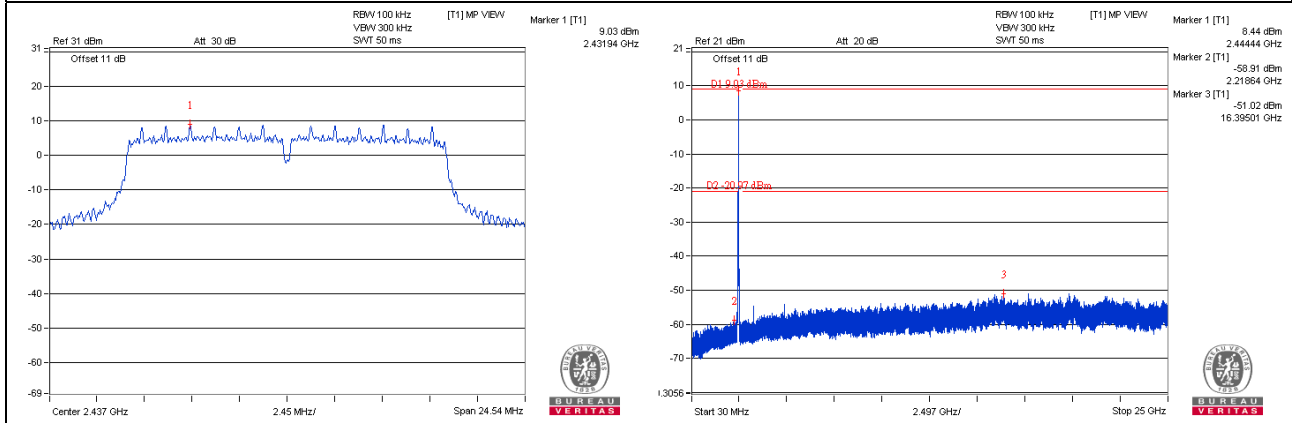 RBW 100 kHz [T1] MP VIEW
VBW 300 kHz
Ref 31 dBm Att 30 dB SWT 50 ms
Marker 1 [T1]
9.03 dBm
2.43194 GHz
Offset 11 dB
31
20
10
0
-10
-20
-30
-40
-50
-60
-69
1
Center 2.437 GHz 2.45 MHz/ Span 24.54 MHz
BUREAU VERITAS
1828
BUREAU
VERITAS
RBW 100 kHz [T1] MP VIEW
VBW 300 kHz
Ref 21 dBm Att 20 dB SWT 50 ms
Marker 1 [T1]
8.44 dBm
2.44444 GHz
Marker 2 [T1]
-58.91 dBm
2.21864 GHz
Marker 3 [T1]
-51.02 dBm
16.39501 GHz
Offset 11 dB
21
10
0
-10
-20
-30
-40
-50
-60
-70
.3056
1
D1 9.03 dBm
D2 -20.97 dBm
2
3
Start 30 MHz 2.497 GHz/ Stop 25 GHz
BUREAU VERITAS
1828
BUREAU
VERITAS